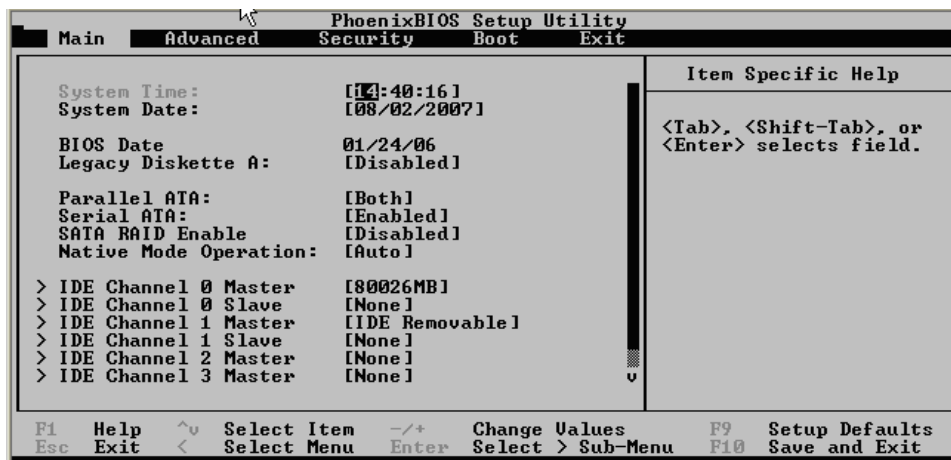 PhoenixBIOS Setup Utility
Main Advanced Security Boot Exit
Item Specific Help
System Time: [14:40:16]
System Date: [08/02/2007]
<Tab>, <Shift-Tab>, or
<Enter> selects field.
BIOS Date 01/24/06
Legacy Diskette A: [Disabled]
Parallel ATA: [Both]
Serial ATA: [Enabled]
SATA RAID Enable [Disabled]
Native Mode Operation: [Auto]
> IDE Channel 0 Master [80026MB]
> IDE Channel 0 Slave [None]
> IDE Channel 1 Master [IDE Removable]
> IDE Channel 1 Slave [None]
> IDE Channel 2 Master [None]
> IDE Channel 3 Master [None] v
F1 Help ^v Select Item -/+ Change Values F9 Setup Defaults
Esc Exit < Select Menu Enter Select > Sub-Menu F10 Save and Exit